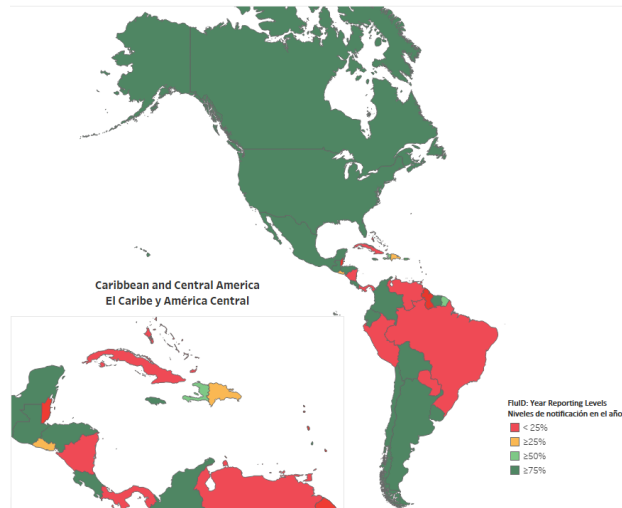 Caribbean and Central America
El Caribe y América Central
FluID: Year Reporting Levels
Niveles de notificación en el año
< 25%
≥25%
≥50%
≥75%